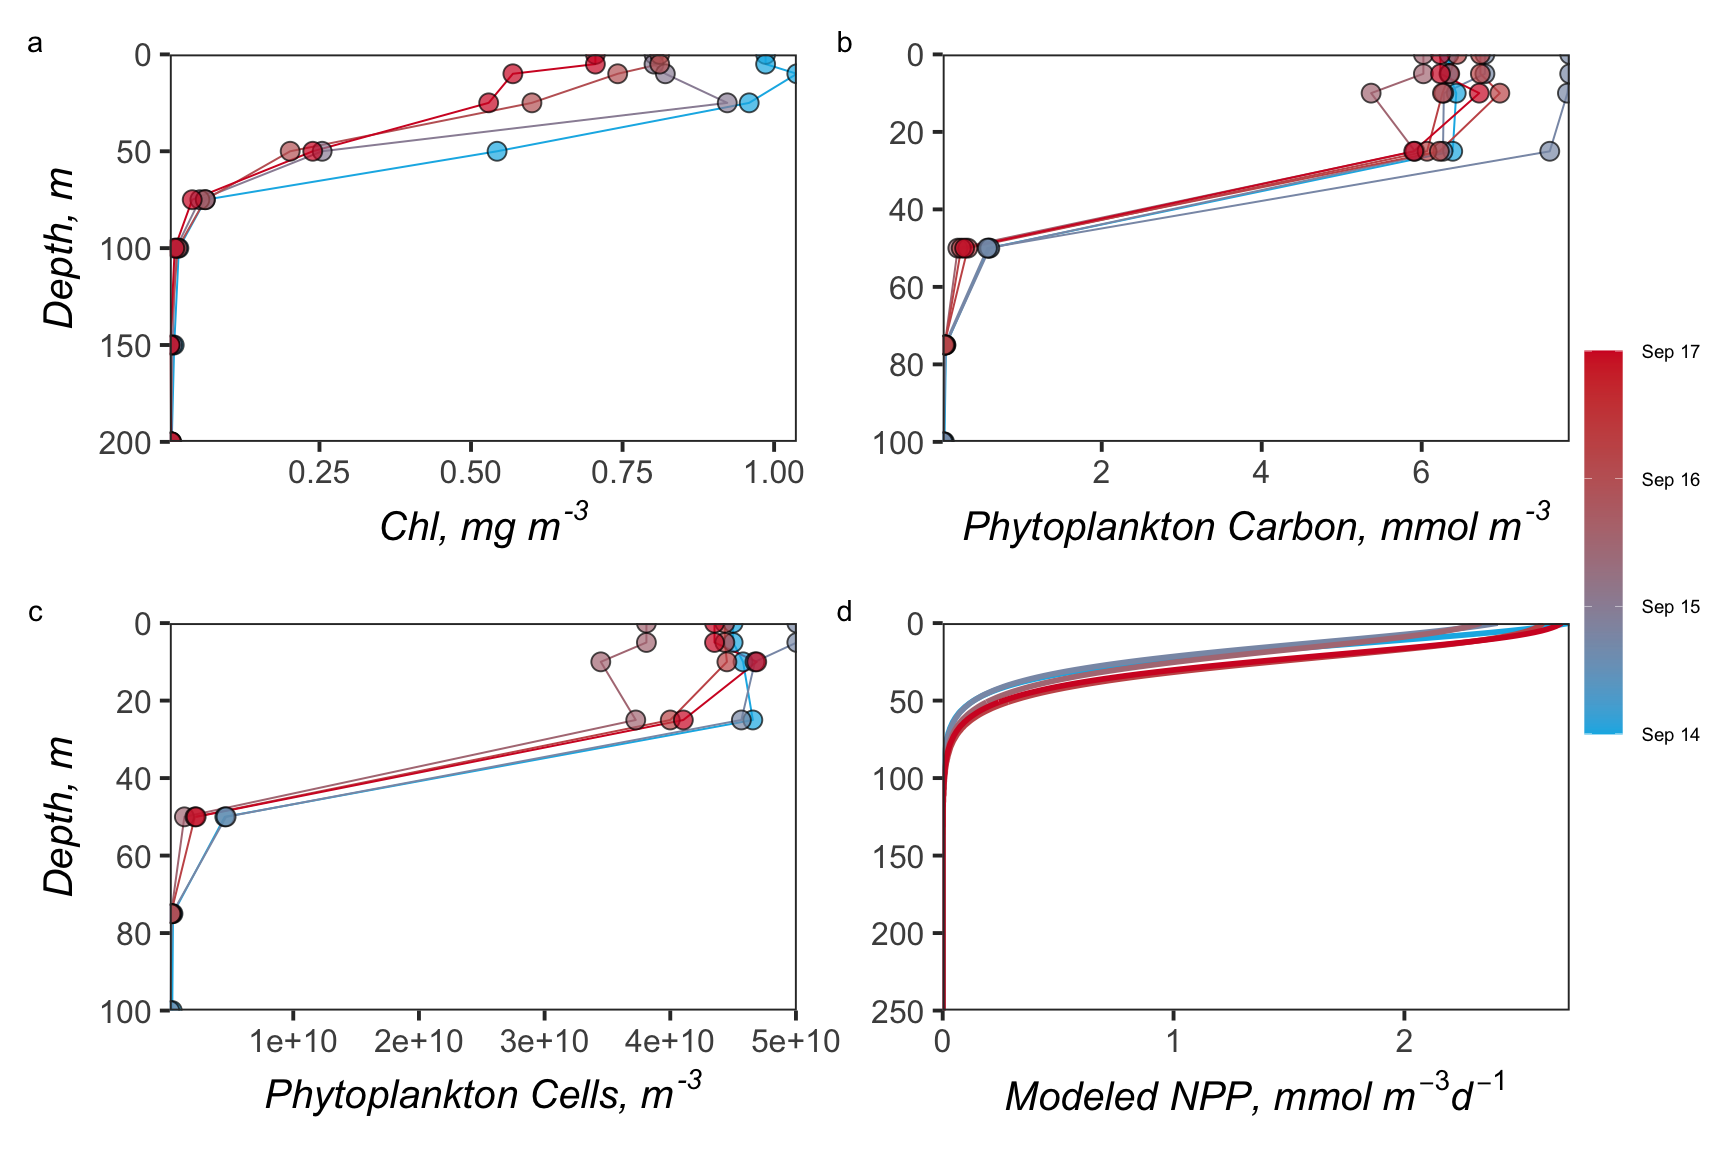 a
0
50
100
150
200
Depth, m
0.25 0.50 0.75 1.00
Chl, mg m-3
b
0
20
40
60
80
100
2 4 6
Phytoplankton Carbon, mmol m-3
Sep 17
Sep 16
Sep 15
Sep 14
c
0
20
40
60
80
100
Depth, m
1e+10 2e+10 3e+10 4e+10 5e+10
Phytoplankton Cells, m-3
d
0
50
100
150
200
250
0 1 2
Modeled NPP, mmol m−3d−1